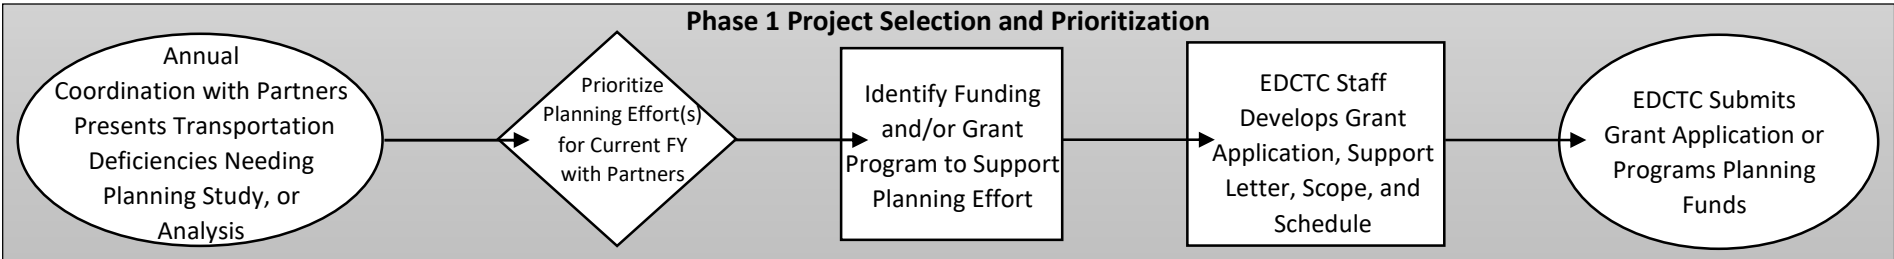 Phase 1 Project Selection and Prioritization
Annual
Coordination with Partners
Presents Transportation
Deficiencies Needing
Planning Study, or
Analysis
Prioritize
Planning Effort(s)
for Current FY
with Partners
Identify Funding
and/or Grant
Program to Support
Planning Effort
EDCTC Staff
Develops Grant
Application, Support
Letter, Scope, and
Schedule
EDCTC Submits
Grant Application or
Programs Planning
Funds